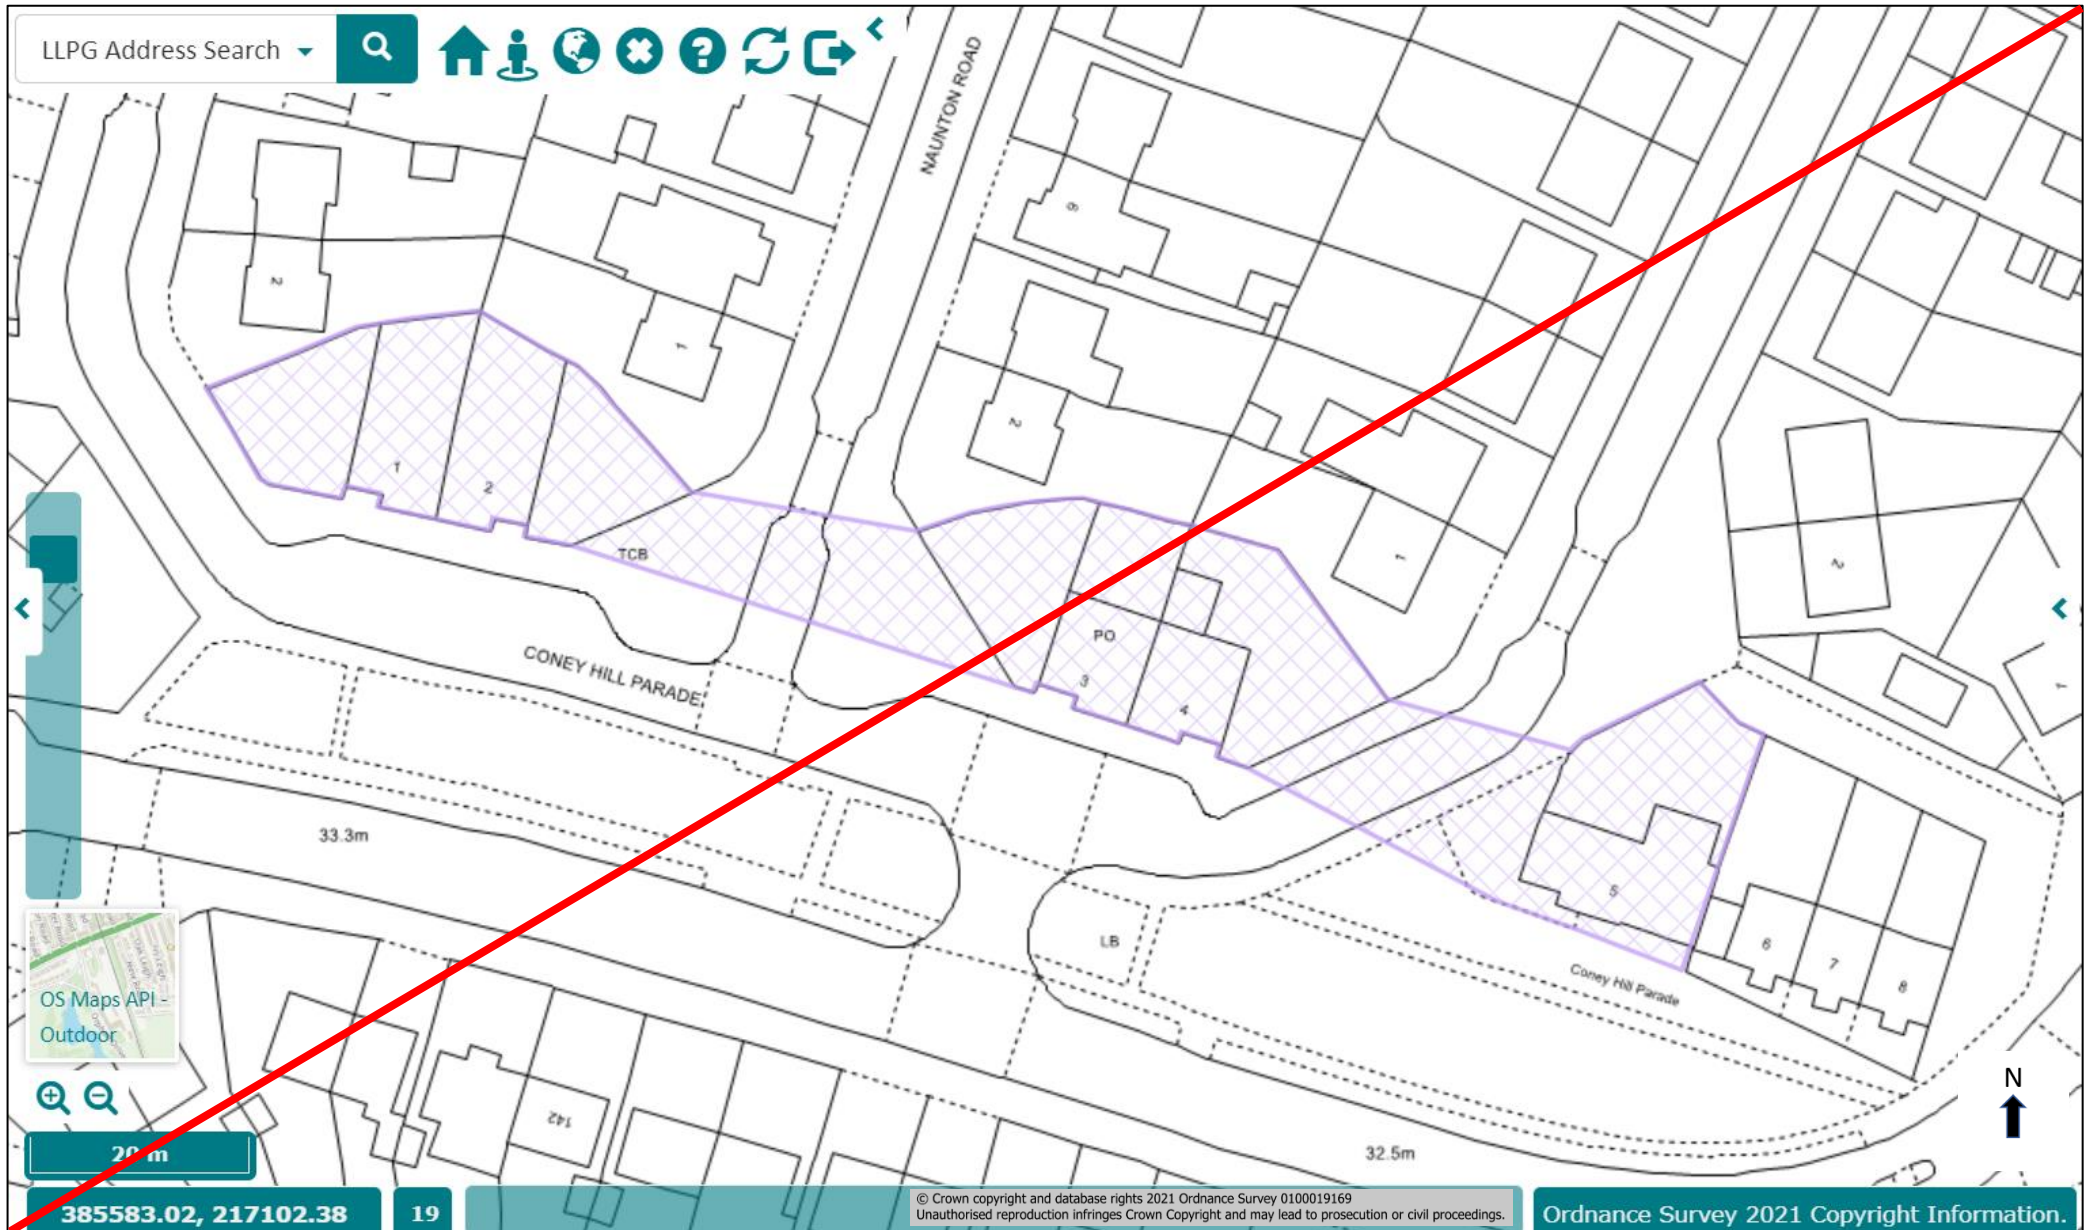 LLPG Address Search
NAUNTON ROAD
2
1
6
2
1
2
1
1
2
TCB
PO
3
4
CONEY HILL PARADE
33.3m
5
LB
6
7
8
Coney Hill Parade
OS Maps API -
Outdoor
142
32.5m
N
20 m
385583.02, 217102.38
19
© Crown copyright and database rights 2021 Ordnance Survey 0100019169
Unauthorised reproduction infringes Crown Copyright and may lead to prosecution or civil proceedings.
Ordnance Survey 2021 Copyright Information.